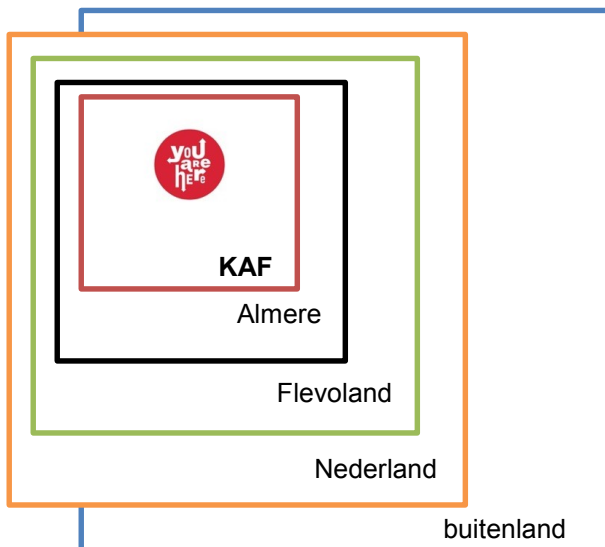 you
are
here
KAF
Almere
Flevoland
Nederland
buitenland